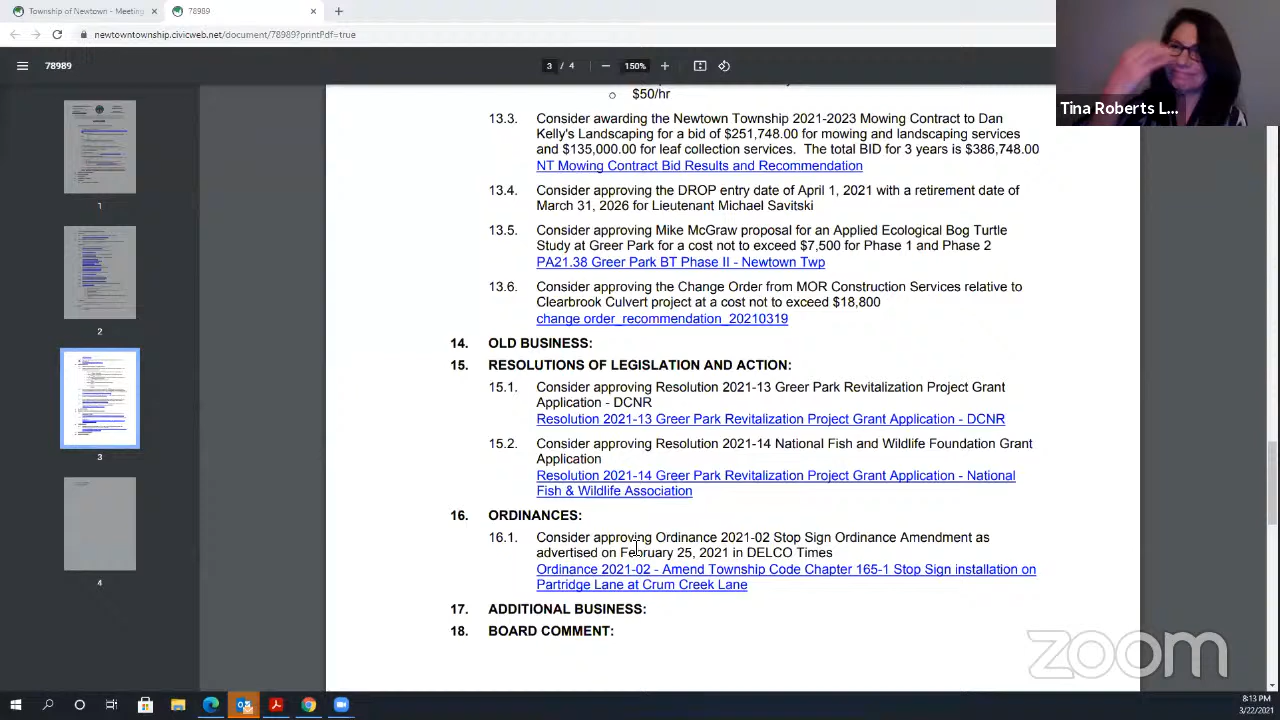 Township of Newtown - Meeting
78989
newtowntownship.civicweb.net/document/78989?printPdf=true
78989
3 / 4
150%
Tina Roberts L...
$50/hr
13.3. Consider awarding the Newtown Township 2021-2023 Mowing Contract to Dan
Kelly's Landscaping for a bid of $251,748.00 for mowing and landscaping services
and $135,000.00 for leaf collection services. The total BID for 3 years is $386,748.00
NT Mowing Contract Bid Results and Recommendation
13.4. Consider approving the DROP entry date of April 1, 2021 with a retirement date of
March 31, 2026 for Lieutenant Michael Savitski
13.5. Consider approving Mike McGraw proposal for an Applied Ecological Bog Turtle
Study at Greer Park for a cost not to exceed $7,500 for Phase 1 and Phase 2
PA21.38 Greer Park BT Phase II - Newtown Twp
13.6. Consider approving the Change Order from MOR Construction Services relative to
Clearbrook Culvert project at a cost not to exceed $18,800
change order_recommendation_20210319
14. OLD BUSINESS:
15. RESOLUTIONS OF LEGISLATION AND ACTION:
15.1. Consider approving Resolution 2021-13 Greer Park Revitalization Project Grant
Application - DCNR
Resolution 2021-13 Greer Park Revitalization Project Grant Application - DCNR
15.2. Consider approving Resolution 2021-14 National Fish and Wildlife Foundation Grant
Application
Resolution 2021-14 Greer Park Revitalization Project Grant Application - National
Fish & Wildlife Association
16. ORDINANCES:
16.1. Consider approving Ordinance 2021-02 Stop Sign Ordinance Amendment as
advertised on February 25, 2021 in DELCO Times
Ordinance 2021-02 - Amend Township Code Chapter 165-1 Stop Sign installation on
Partridge Lane at Crum Creek Lane
17. ADDITIONAL BUSINESS:
18. BOARD COMMENT:
1
2
3
4
zoom
8:13 PM
3/22/2021